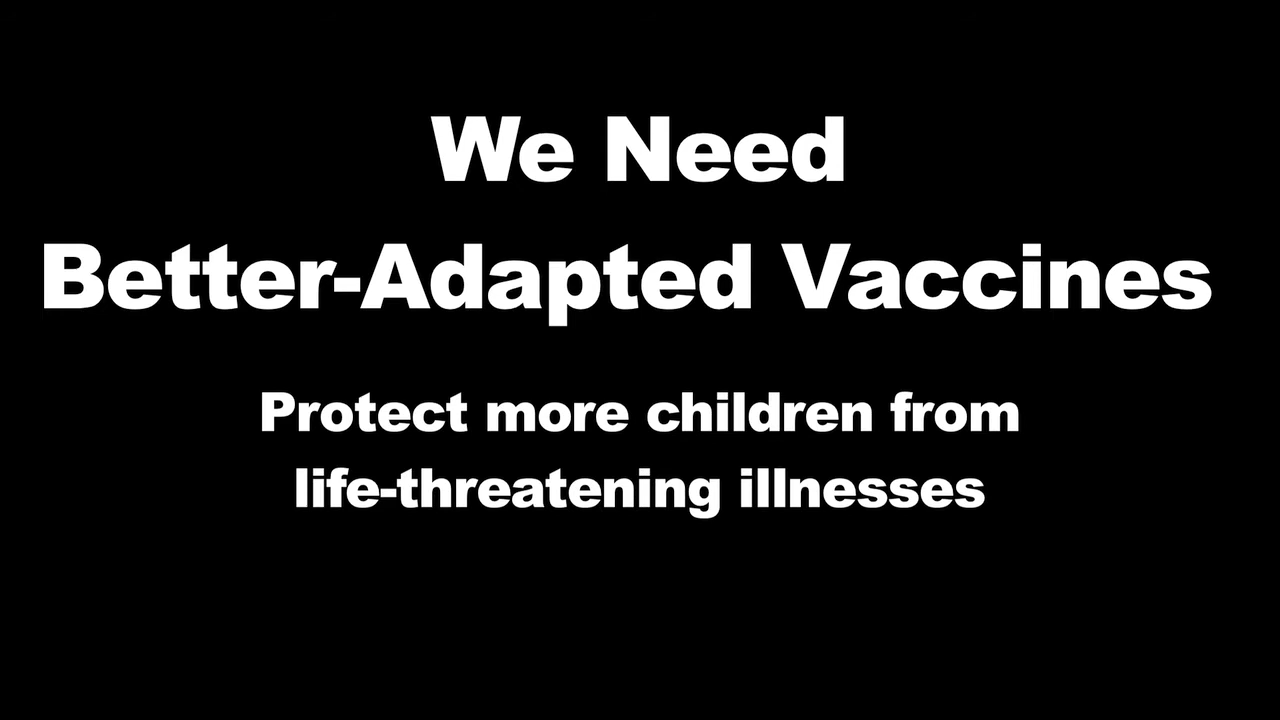 We Need
Better-Adapted Vaccines
Protect more children from
life-threatening illnesses